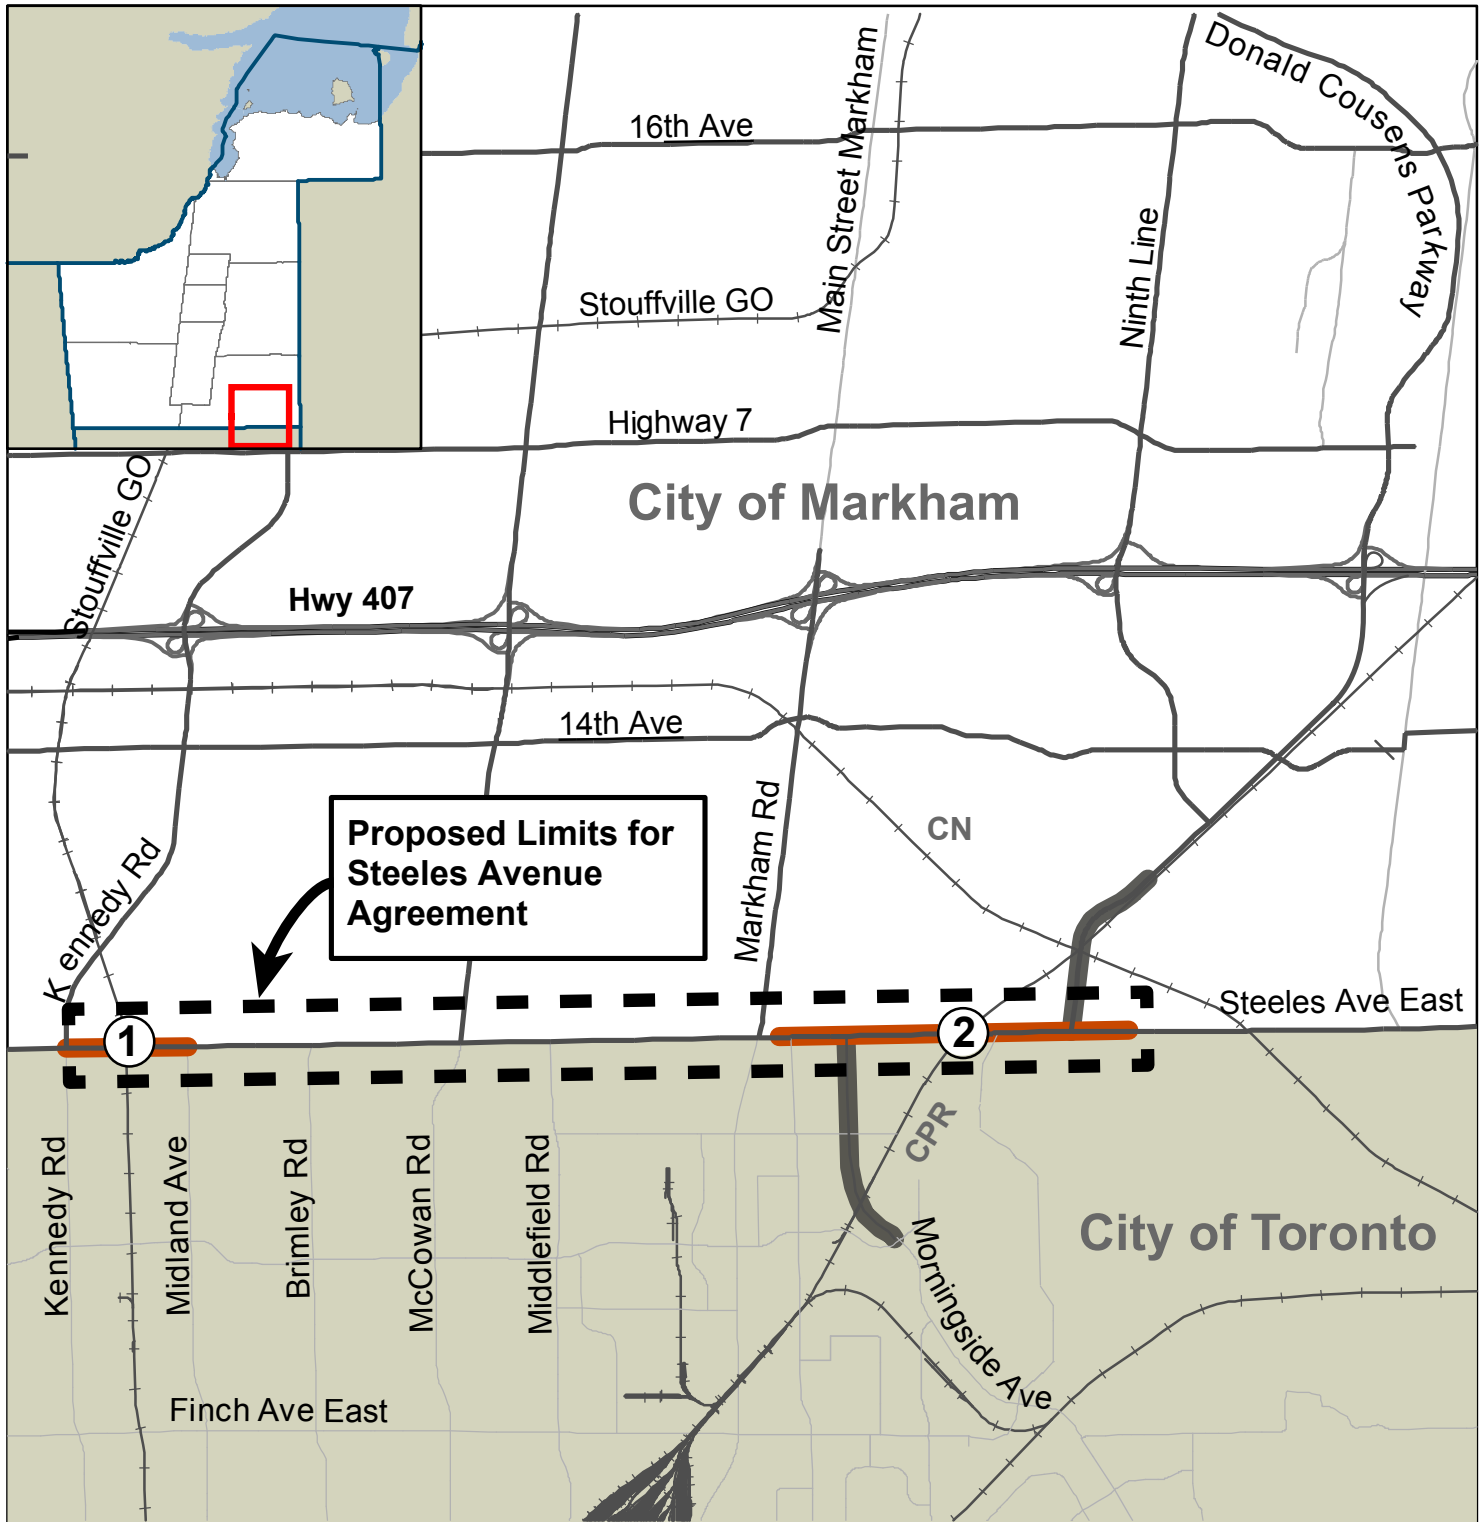 Donald Cousens Parkway
16th Ave
Main Street Markham
Ninth Line
Stouffville GO
Highway 7
Stouffville GO
City of Markham
Hwy 407
14th Ave
Proposed Limits for
Steeles Avenue
Agreement
Markham Rd
CN
K ennedy Rd
Steeles Ave East
1
2
CPR
Kennedy Rd
Midland Ave
Brimley Rd
McCowan Rd
Middlefield Rd
Morningside Ave
City of Toronto
Finch Ave East